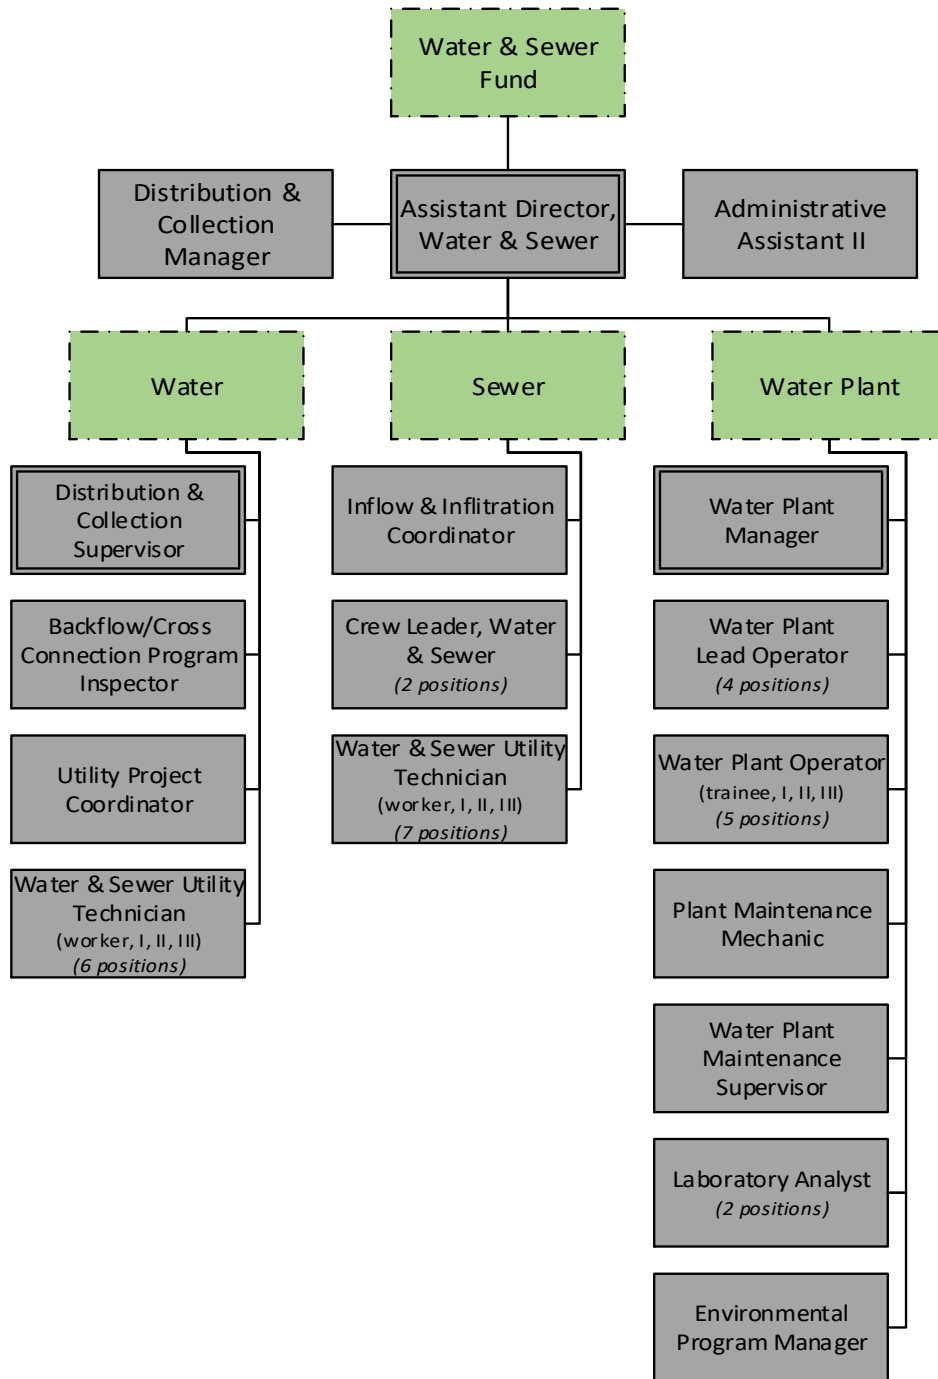 Water & Sewer
Fund
Distribution &
Collection
Manager
Assistant Director,
Water & Sewer
Administrative
Assistant II
Water
Sewer
Water Plant
Distribution &
Collection
Supervisor
Backflow/Cross
Connection Program
Inspector
Utility Project
Coordinator
Water & Sewer Utility
Technician
(worker, I, II, III)
(6 positions)
Inflow & Inflitration
Coordinator
Crew Leader, Water
& Sewer
(2 positions)
Water & Sewer Utility
Technician
(worker, I, II, III)
(7 positions)
Water Plant
Manager
Water Plant
Lead Operator
(4 positions)
Water Plant Operator
(trainee, I, II, III)
(5 positions)
Plant Maintenance
Mechanic
Water Plant
Maintenance
Supervisor
Laboratory Analyst
(2 positions)
Environmental
Program Manager